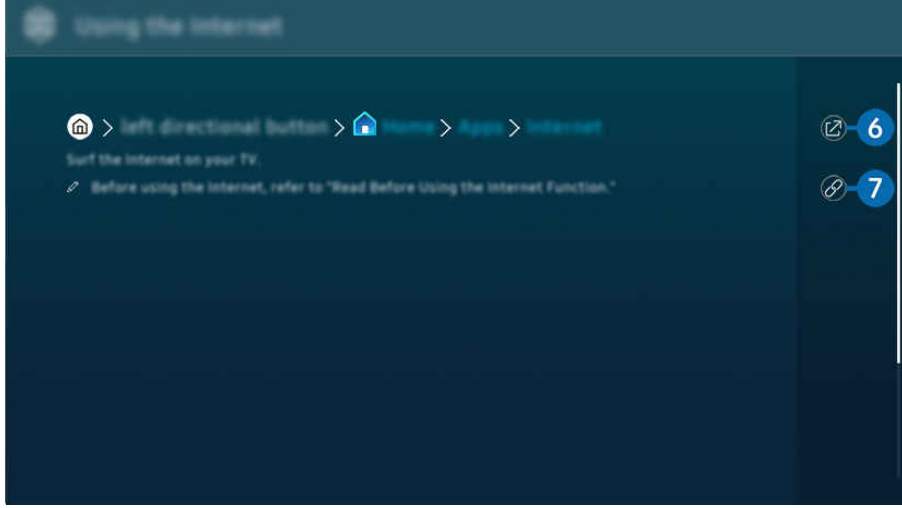 Using the Internet
> left directional button > Home > Apps > Internet
6
Surf the Internet on your TV.
Before using the Internet, refer to "Read Before Using the Internet Function."
7